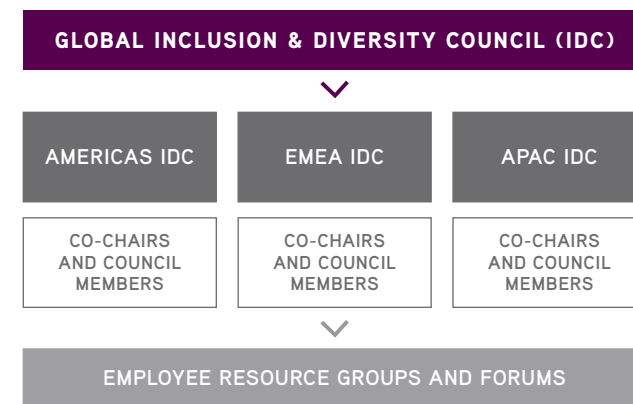 GLOBAL INCLUSION & DIVERSITY COUNCIL (IDC)
AMERICAS IDC
EMEA IDC
APAC IDC
CO-CHAIRS
AND COUNCIL
MEMBERS
CO-CHAIRS
AND COUNCIL
MEMBERS
CO-CHAIRS
AND COUNCIL
MEMBERS
EMPLOYEE RESOURCE GROUPS AND FORUMS